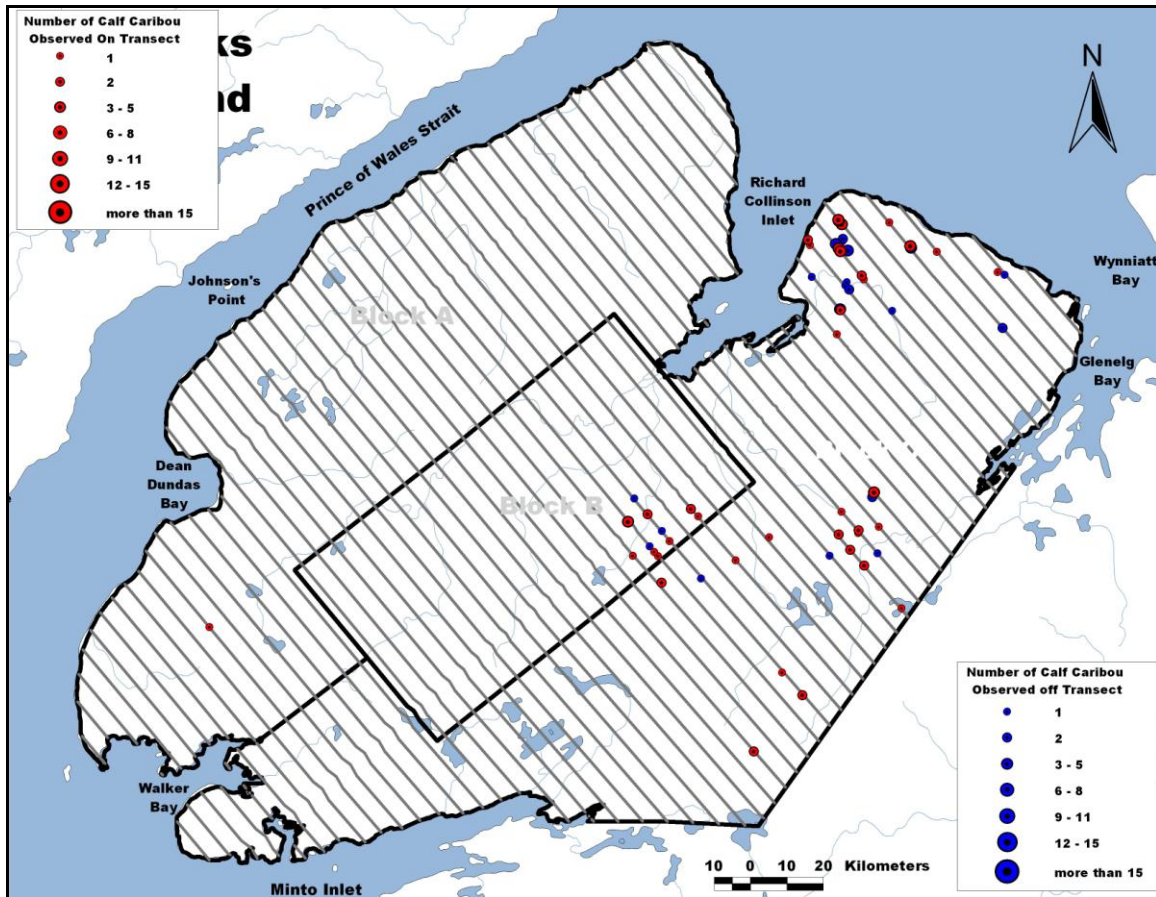 Number of Calf Caribou
Observed On Transect
1
2
3 - 5
6 - 8
9 - 11
12 - 15
more than 15
N
Prince of Wales Strait
Richard
Collinson
Inlet
Wynniatt
Bay
Johnson's
Point
Block A
Glenelg
Bay
Dean
Dundas
Bay
Block B
Walker
Bay
Minto Inlet
10 0 10 20 Kilometers
Number of Calf Caribou
Observed off Transect
1
2
3 - 5
6 - 8
9 - 11
12 - 15
more than 15